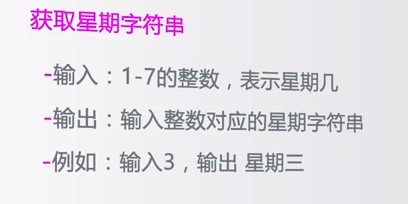 获取星期字符串
-输入：1-7的整数，表示星期几
-输出：输入整数对应的星期字符串
-例如：输入3，输出 星期三